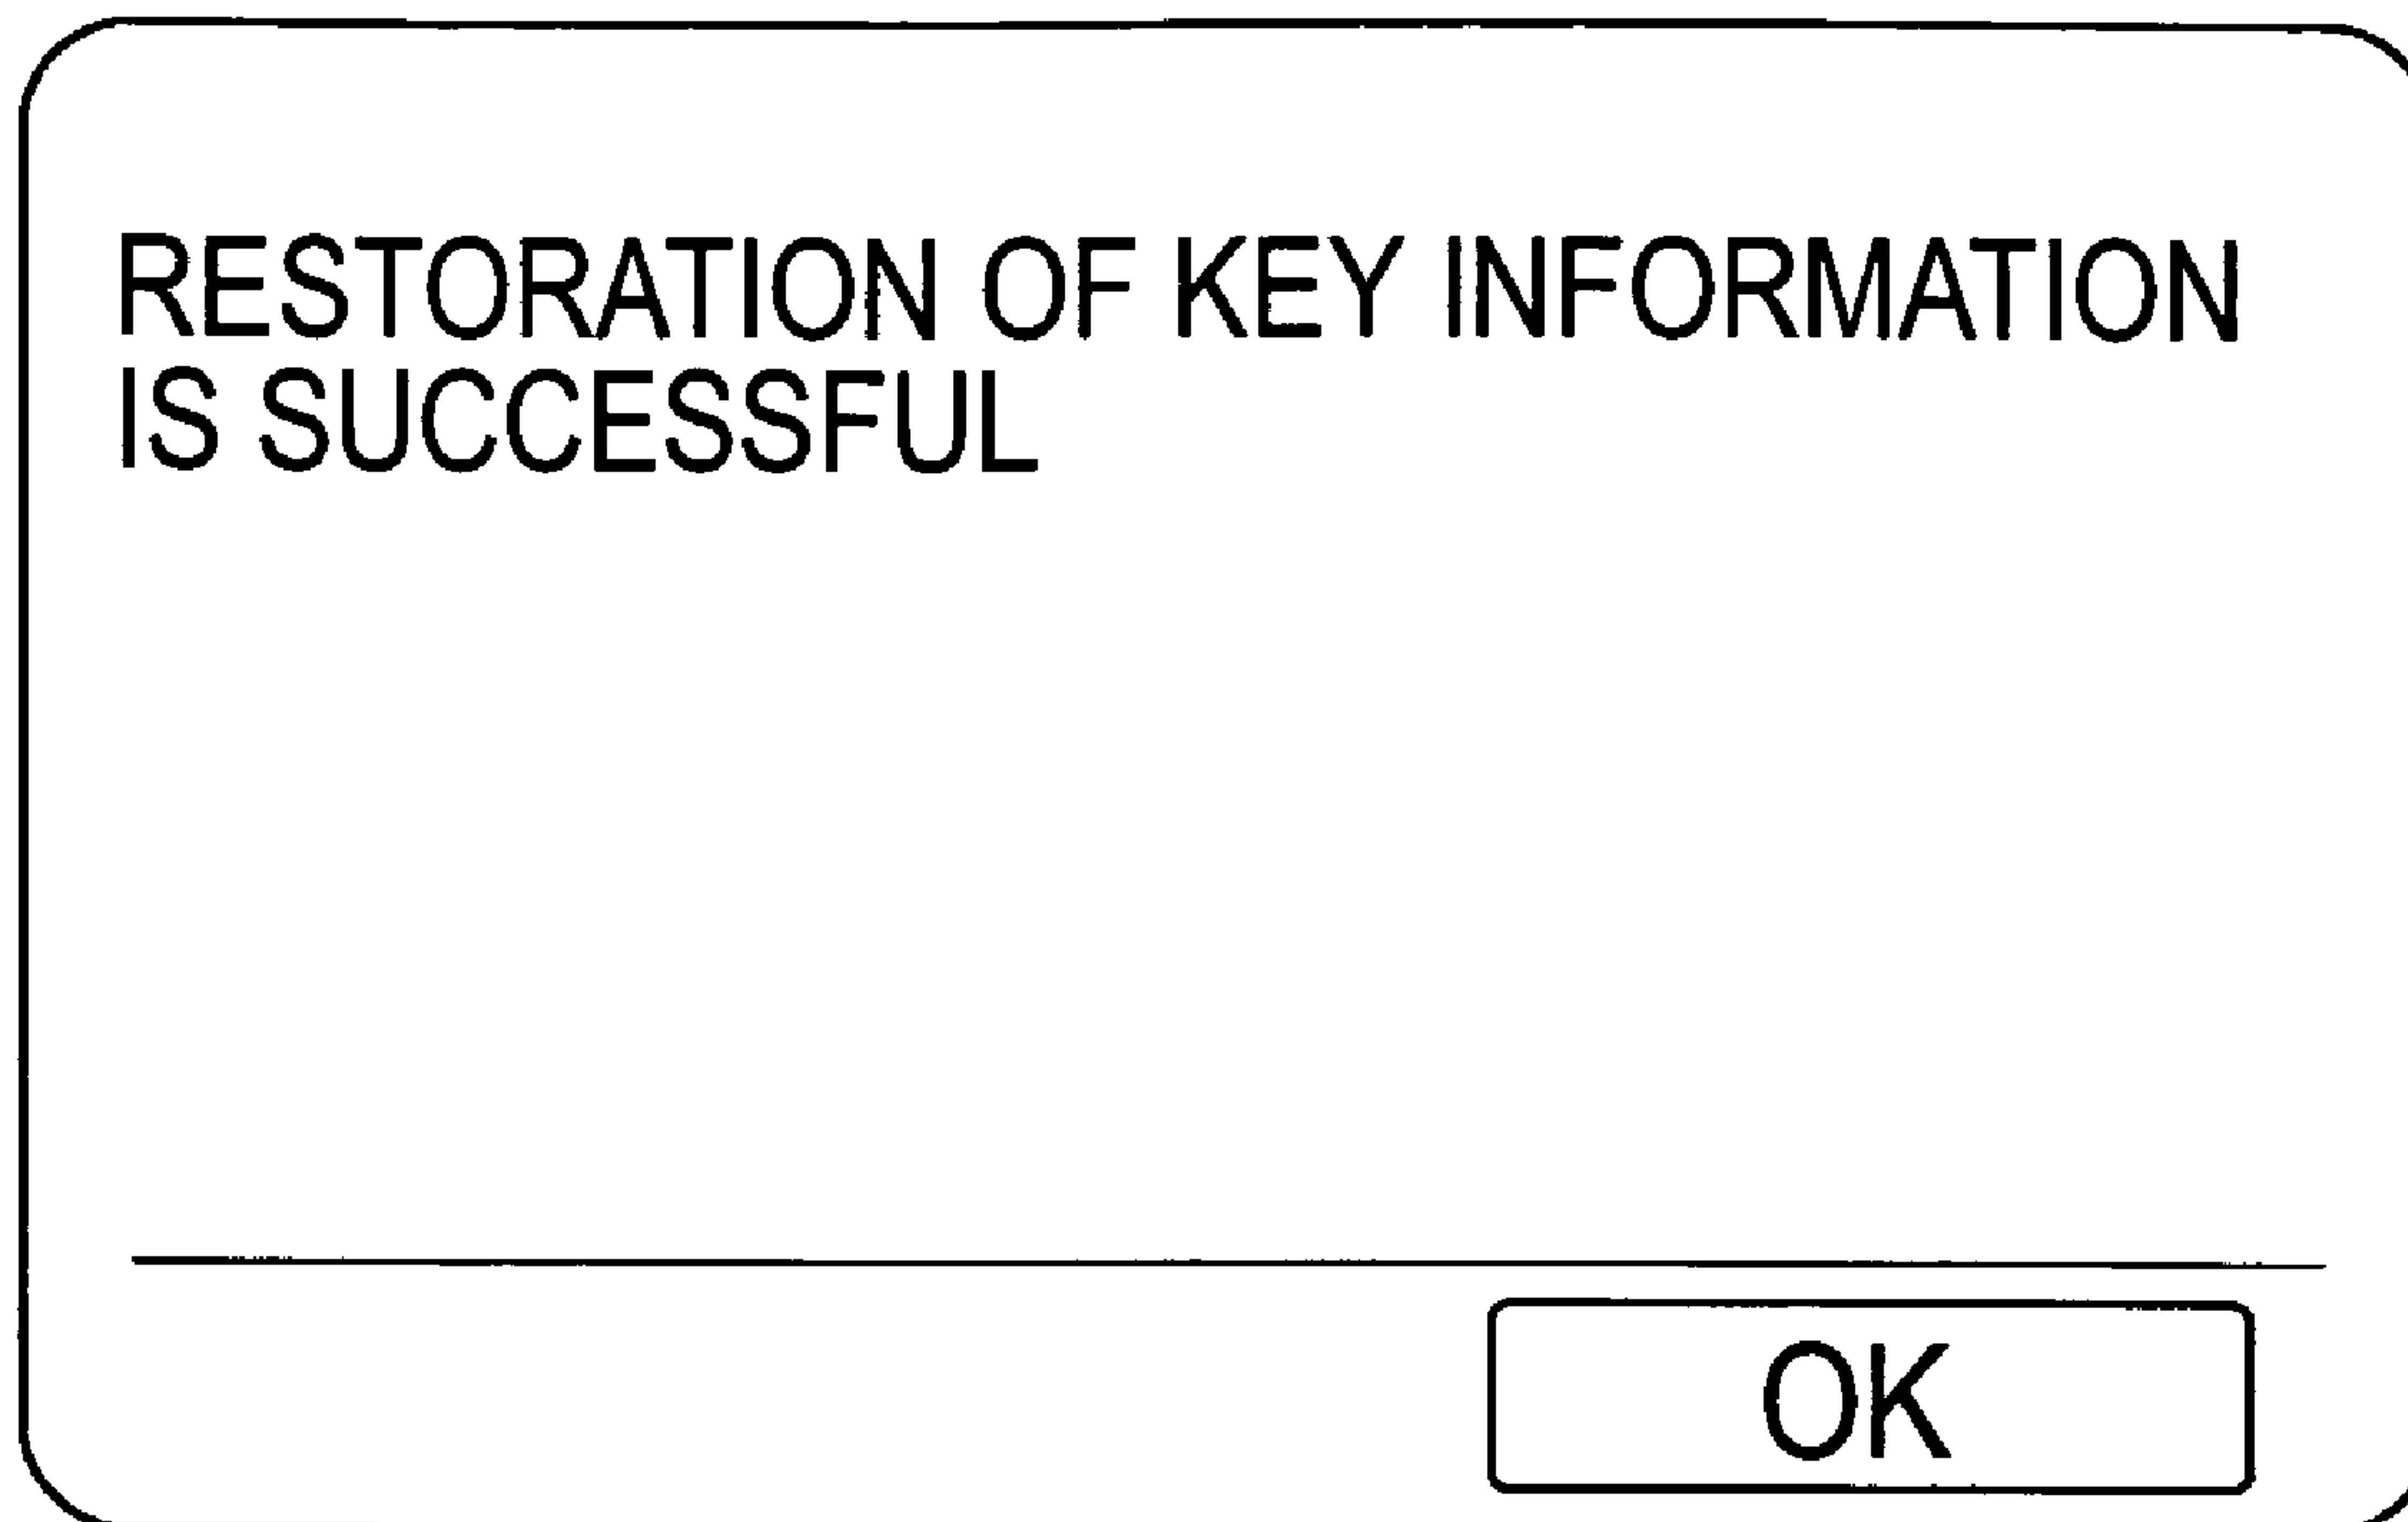 RESTORATION OF KEY INFORMATION
IS SUCCESSFUL
OK